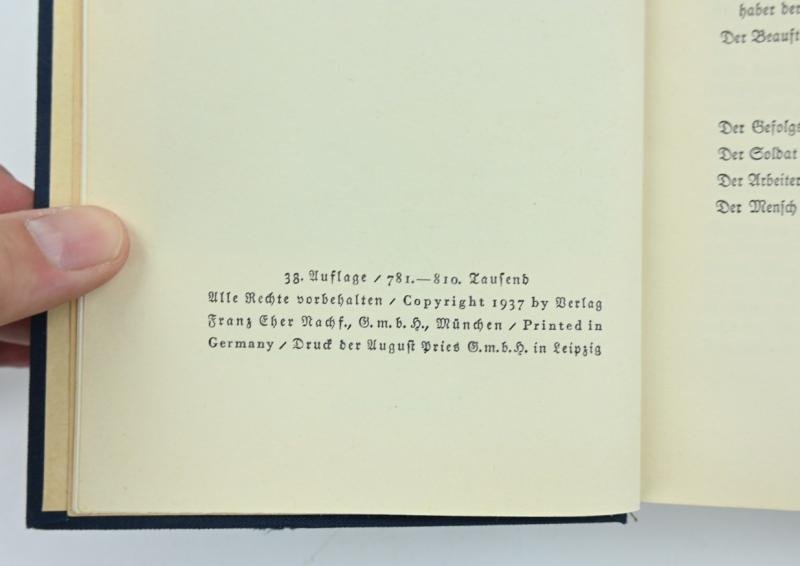 38. Auflage / 781.—810. Tausend
Alle Rechte vorbehalten / Copyright 1937 by Verlag
Franz Eher Nachf., G.m.b.H., München / Printed in
Germany / Druck der August Pries G.m.b.H. in Leipzig
haber der
Der Beauft
Der Gefolgs
Der Soldat
Der Arbeiter
Der Mensch